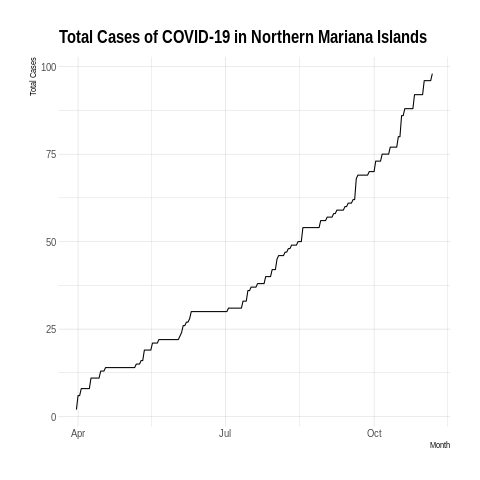 Total Cases of COVID-19 in Northern Mariana Islands
Total Cases
100
75
50
25
0
Apr
Jul
Oct
Month